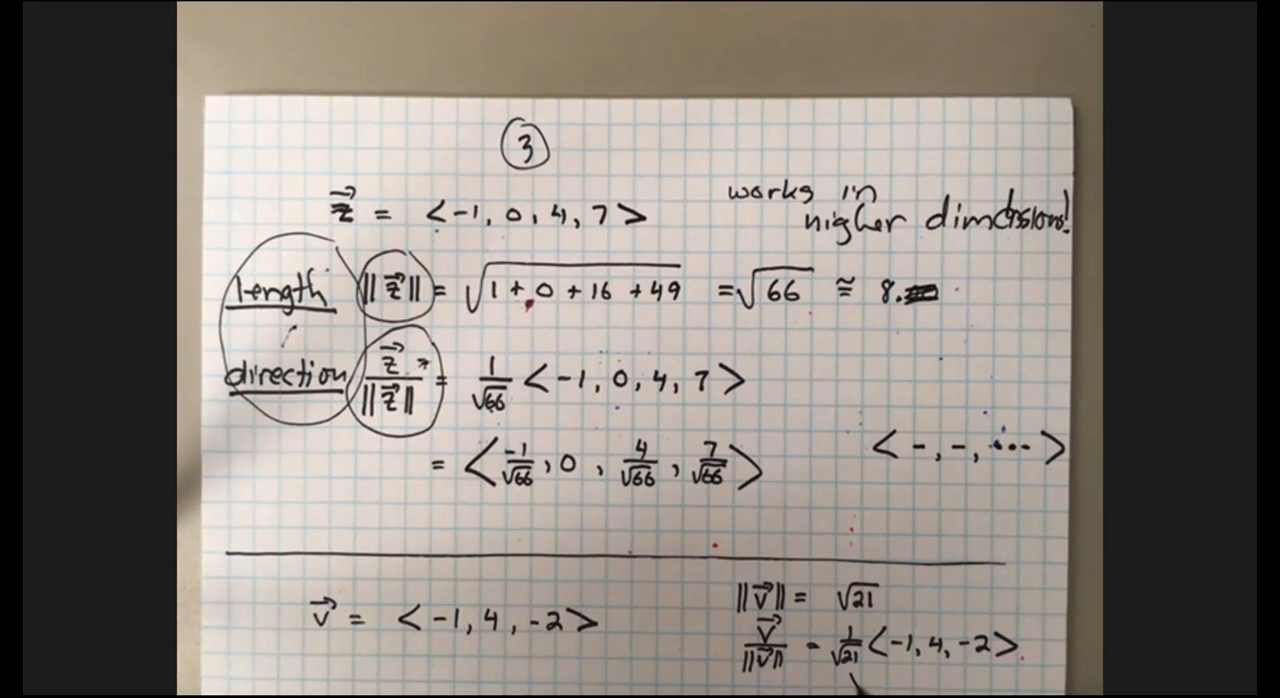 ③
z⃗ = < -1, 0, 4, 7 >
works in
higher dimensions!
length ||z⃗|| = √(1 + 0 + 16 + 49) = √66 ≅ 8.
direction z⃗/||z⃗|| = 1/√66 < -1, 0, 4, 7 >
= < -1/√66, 0, 4/√66, 7/√66 >
< -, -, ... >
v⃗ = < -1, 4, -2 >
||v⃗|| = √21
v⃗/||v⃗|| = 1/√21 < -1, 4, -2 >.